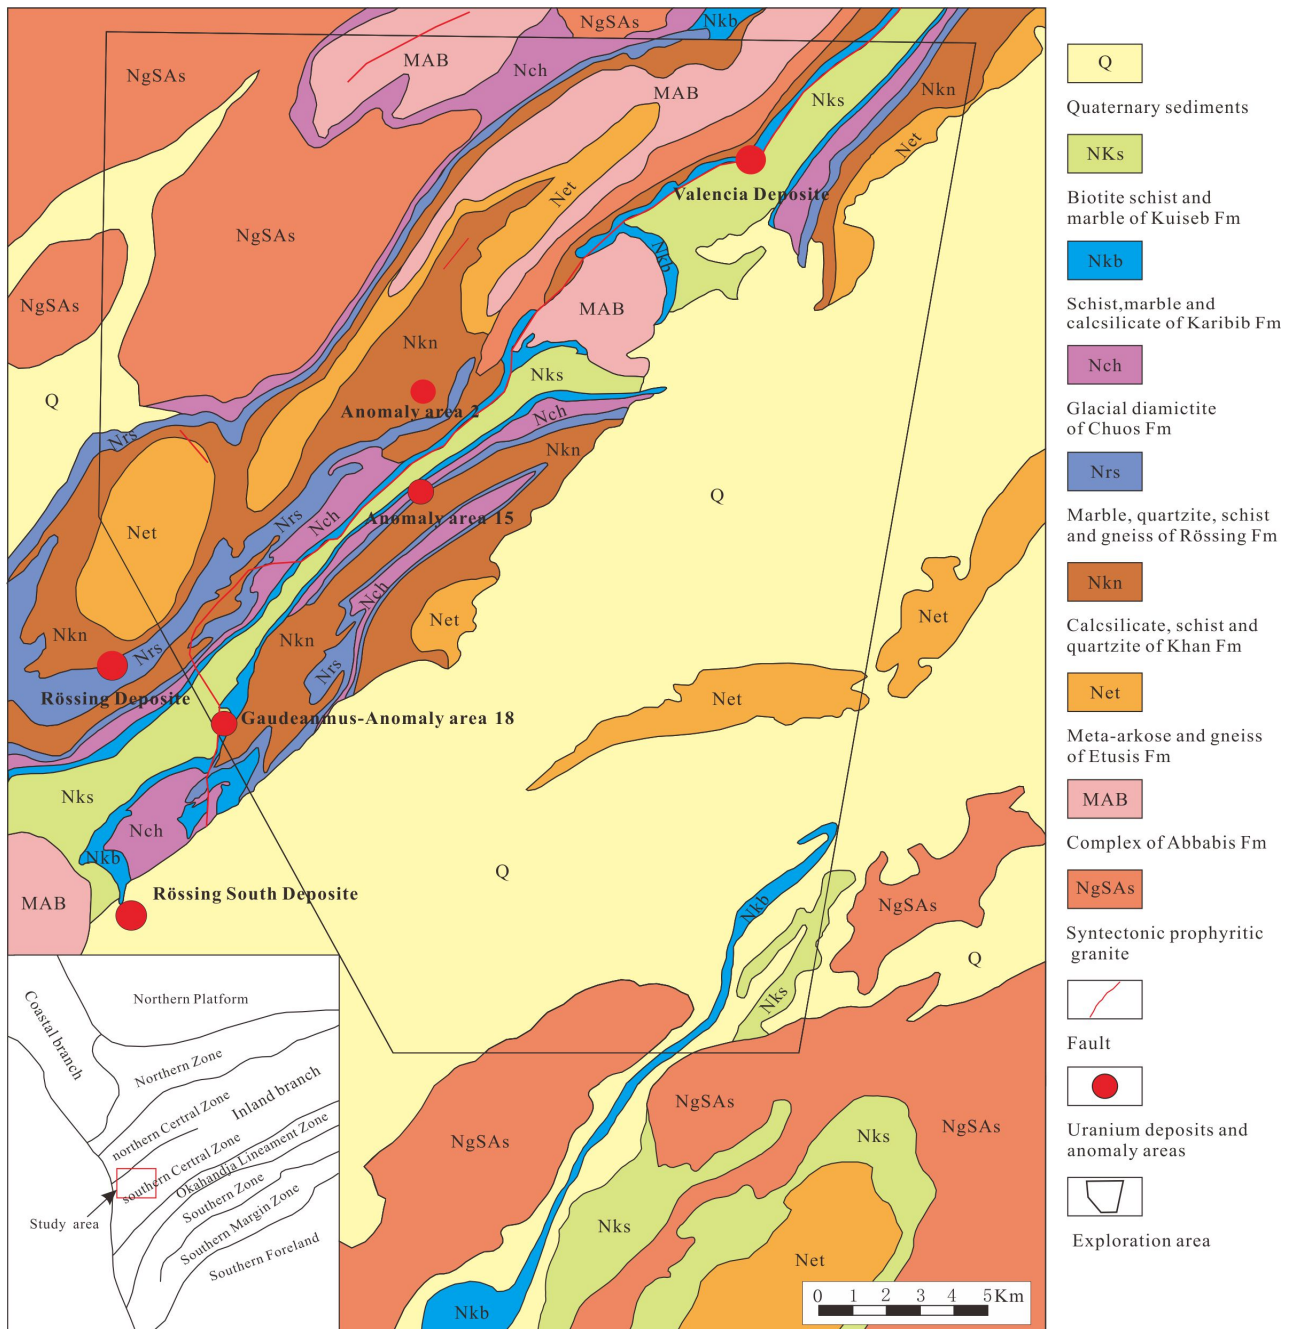 NgSAs
Nkb
MAB
NgSAs
Nch
MAB
Nks
Nkn
Net
Valencia Deposite
Net
NgSAs
Nkb
NgSAs
MAB
Nkn
Nks
Q
Anomaly area 2
Nch
Nrs
Nkn
Q
Anomaly area 15
Nrs
Nch
Net
Nch
Net
Net
Nkn
Nkn
Nrs
Nrs
Rössing Deposite
Net
Gaudeanmus-Anomaly area 18
Nks
Nch
Nkb
Q
Rössing South Deposite
MAB
Nkb
NgSAs
Q
Nks
NgSAs
NgSAs
NgSAs
Nks
Nks
Net
Nkb
0 1 2 3 4 5Km
Coastal branch
Northern Platform
Northern Zone
northern Certral Zone
Inland branch
southern Certral Zone
Okahandja Lineament Zone
Southern Zone
Southern Margin Zone
Southern Foreland
Study area
Q
Quaternary sediments
NKs
Biotite schist and
marble of Kuiseb Fm
Nkb
Schist,marble and
calcsilicate of Karibib Fm
Nch
Glacial diamictite
of Chuos Fm
Nrs
Marble, quartzite, schist
and gneiss of Rössing Fm
Nkn
Calcsilicate, schist and
quartzite of Khan Fm
Net
Meta-arkose and gneiss
of Etusis Fm
MAB
Complex of Abbabis Fm
NgSAs
Syntectonic prophyritic
granite
Fault
Uranium deposits and
anomaly areas
Exploration area